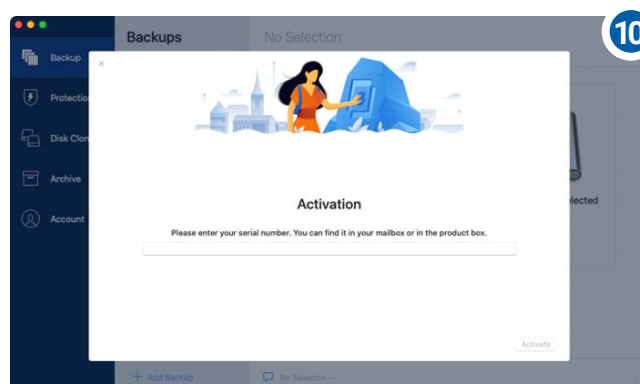 10
Backups
No Selection
Backup
Protectio
Disk Clon
Archive
Account
elected
Activation
Please enter your serial number. You can find it in your mailbox or in the product box.
Activate
+ Add Backup
No Selection —